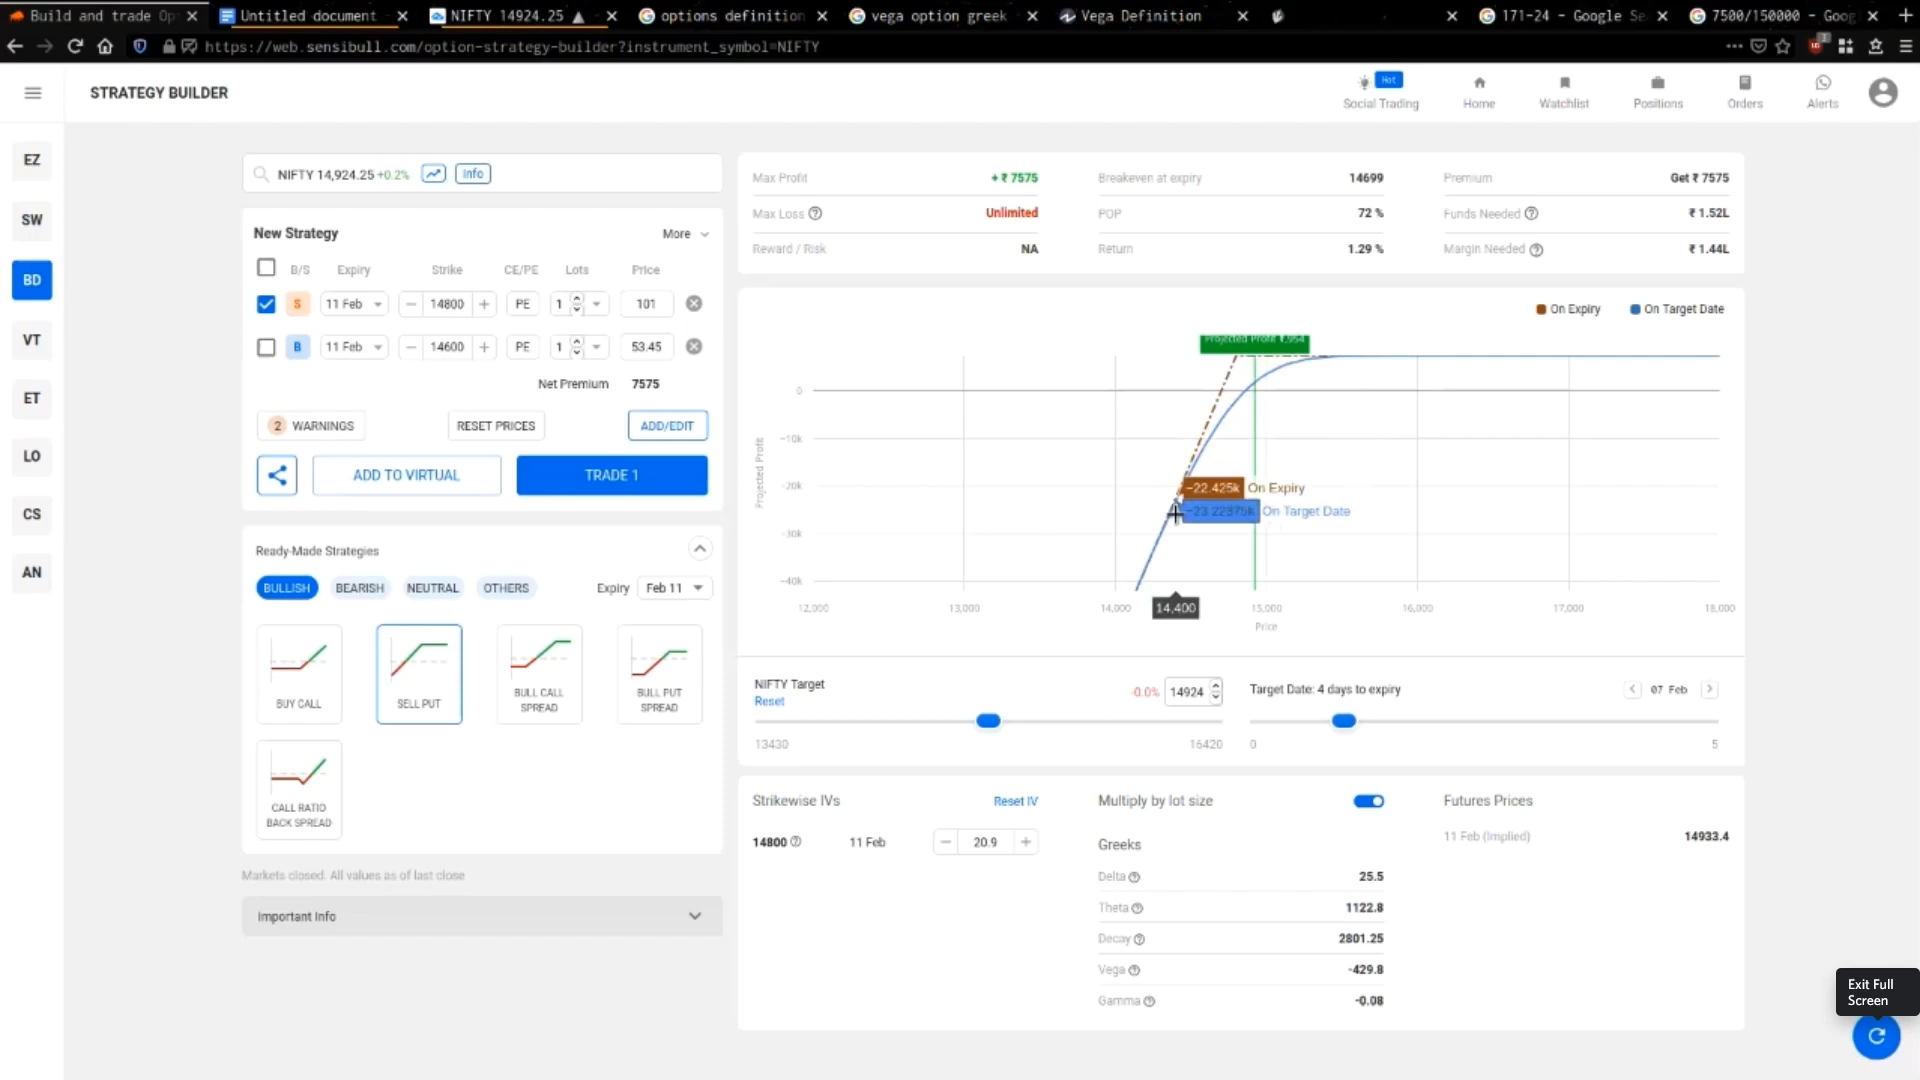 Build and trade Op
Untitled document
NIFTY 14924.25 ▲
options definition
vega option greek
Vega Definition
171-24 - Google Se
7500/150000 - Goog
https://web.sensibull.com/option-strategy-builder?instrument_symbol=NIFTY
STRATEGY BUILDER
Hot
Social Trading
Home
Watchlist
Positions
Orders
Alerts
EZ
SW
BD
VT
ET
LO
CS
AN
NIFTY 14,924.25 +0.2%
Info
New Strategy
More
B/S Expiry Strike CE/PE Lots Price
S 11 Feb 14800 PE 1 101
B 11 Feb 14600 PE 1 53.45
Net Premium 7575
2 WARNINGS
RESET PRICES
ADD/EDIT
ADD TO VIRTUAL
TRADE 1
Ready-Made Strategies
BULLISH
BEARISH
NEUTRAL
OTHERS
Expiry Feb 11
BUY CALL
SELL PUT
BULL CALL
SPREAD
BULL PUT
SPREAD
CALL RATIO
BACK SPREAD
Markets closed. All values as of last close
Important Info
Max Profit +₹ 7575
Max Loss Unlimited
Reward / Risk NA
Breakeven at expiry 14699
POP 72 %
Return 1.29 %
Premium Get ₹ 7575
Funds Needed ₹ 1.52L
Margin Needed ₹ 1.44L
On Expiry
On Target Date
Projected Profit ₹,954
Projected Profit
0
-10k
-20k
-30k
-40k
-22.425k On Expiry
-23.22375k On Target Date
12,000
13,000
14,000
14,400
15,000
16,000
17,000
18,000
Price
NIFTY Target
Reset
-0.0% 14924
13430
16420
Target Date: 4 days to expiry
07 Feb
0
5
Strikewise IVs
Reset IV
14800 11 Feb 20.9
Multiply by lot size
Greeks
Delta 25.5
Theta 1122.8
Decay 2801.25
Vega -429.8
Gamma -0.08
Futures Prices
11 Feb (Implied) 14933.4
Exit Full
Screen